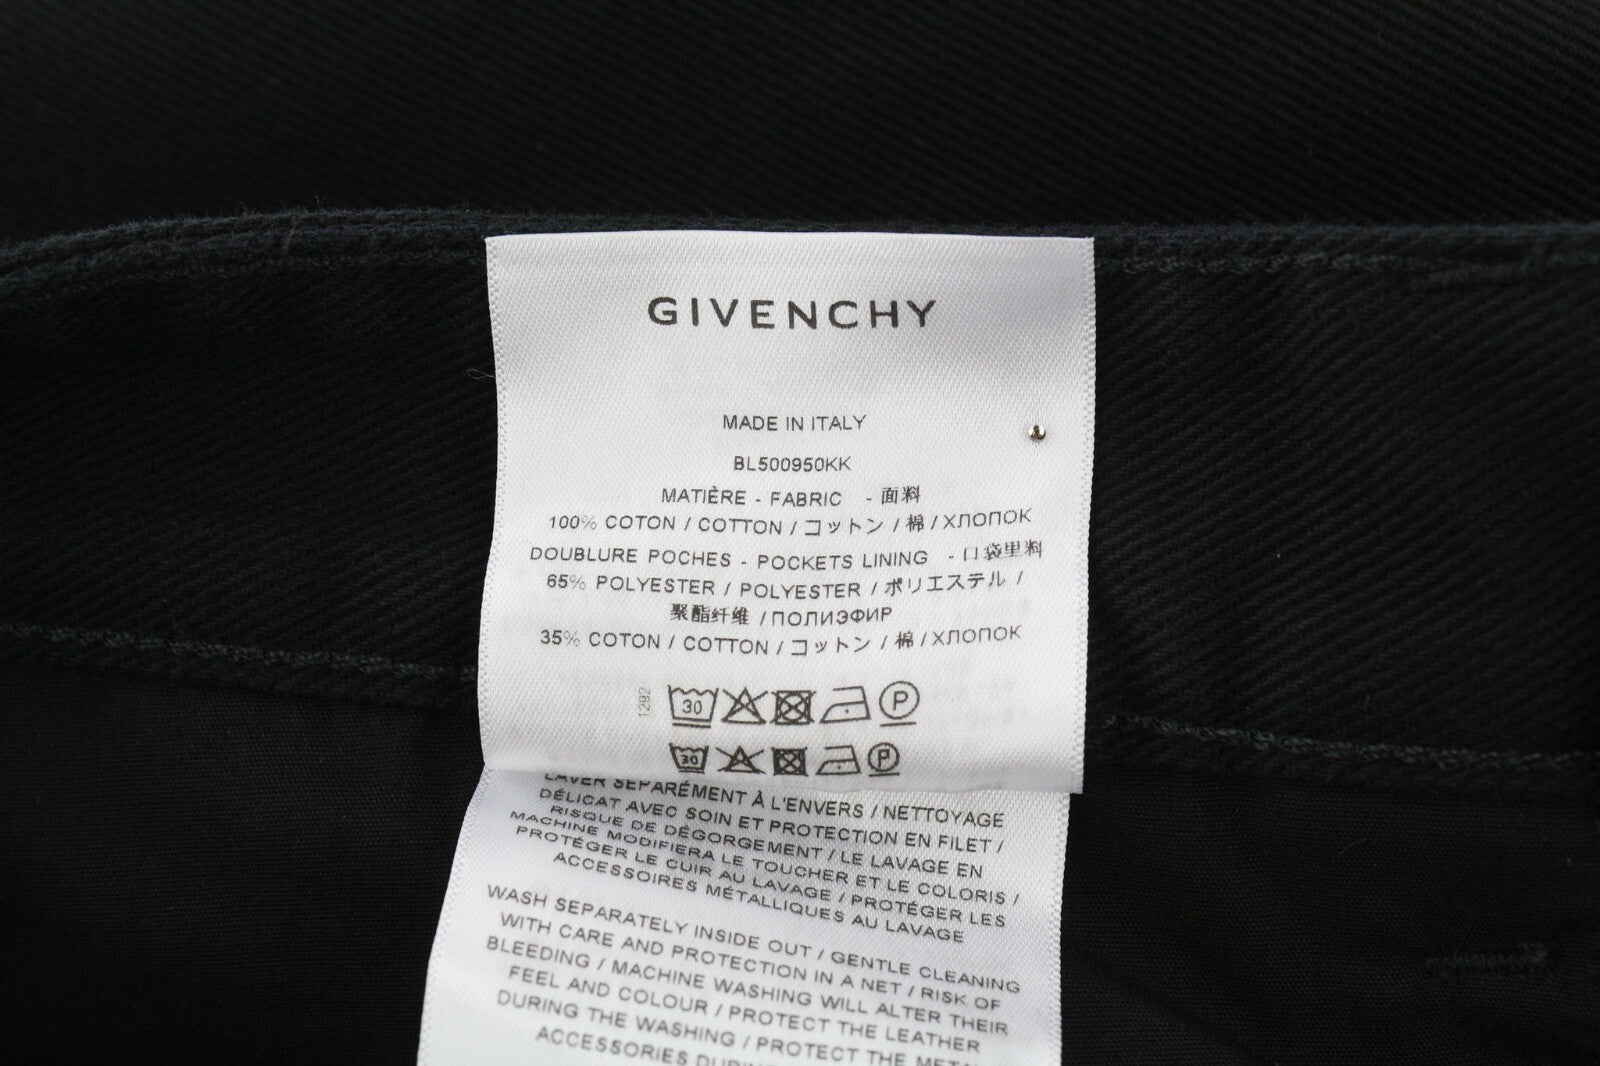 GIVENCHY
MADE IN ITALY
BL500950KK
MATIÈRE - FABRIC - 面料
100% COTON / COTTON / コットン / 棉 / ХЛОПОК
DOUBLURE POCHES - POCKETS LINING - 口袋里料
65% POLYESTER / POLYESTER / ポリエステル /
聚酯纤维 / ПОЛИЭФИР
35% COTON / COTTON / コットン / 棉 / ХЛОПОК
1292
30 P
30 P
LAVER SEPARÉMENT À L'ENVERS / NETTOYAGE
DÉLICAT AVEC SOIN ET PROTECTION EN FILET /
RISQUE DE DÉGORGEMENT / LE LAVAGE EN
MACHINE MODIFIERA LE TOUCHER ET LE COLORIS /
PROTÉGER LE CUIR AU LAVAGE / PROTÉGER LES
ACCESSOIRES MÉTALLIQUES AU LAVAGE
WASH SEPARATELY INSIDE OUT / GENTLE CLEANING
WITH CARE AND PROTECTION IN A NET / RISK OF
BLEEDING / MACHINE WASHING WILL ALTER THEIR
FEEL AND COLOUR / PROTECT THE LEATHER
DURING THE WASHING / PROTECT THE METAL
ACCESSORIES DURING